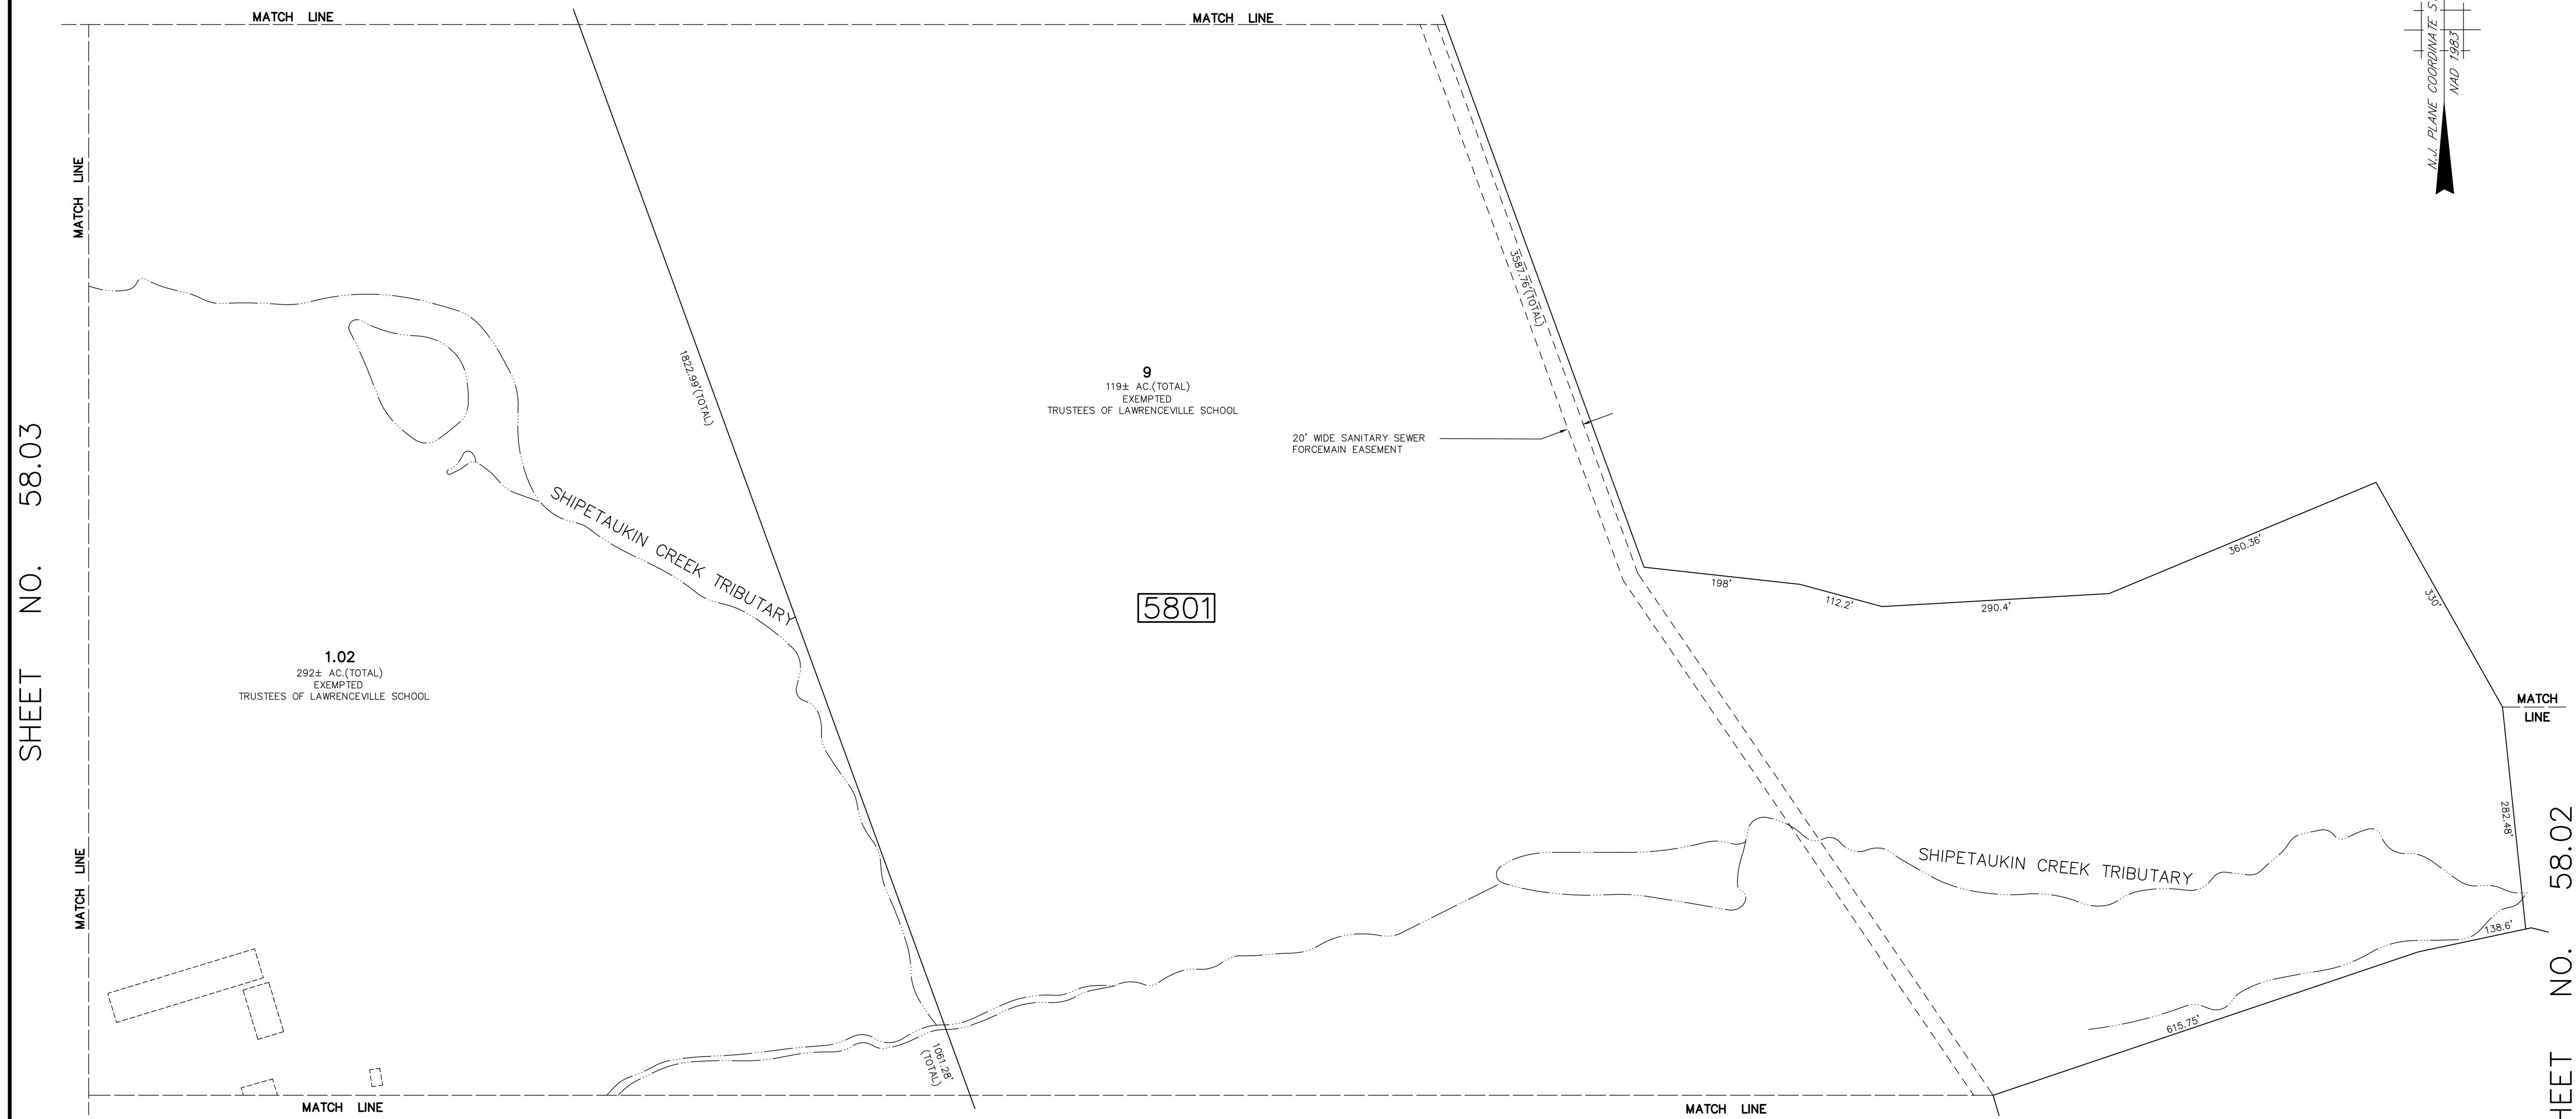 MATCH LINE
MATCH LINE
N.J. PLANE COORDINATE
NAD 1983
MATCH LINE
SHEET NO. 58.03
1822.99'(TOTAL)
3587.76'(TOTAL)
9
119± AC.(TOTAL)
EXEMPTED
TRUSTEES OF LAWRENCEVILLE SCHOOL
20' WIDE SANITARY SEWER
FORCEMAIN EASEMENT
SHIPETAUKIN CREEK TRIBUTARY
5801
198'
112.2'
290.4'
360.36'
330'
1.02
292± AC.(TOTAL)
EXEMPTED
TRUSTEES OF LAWRENCEVILLE SCHOOL
MATCH
LINE
282.48'
SHEET NO. 58.02
SHIPETAUKIN CREEK TRIBUTARY
MATCH LINE
138.6'
615.75'
1061.28'
(TOTAL)
MATCH LINE
MATCH LINE